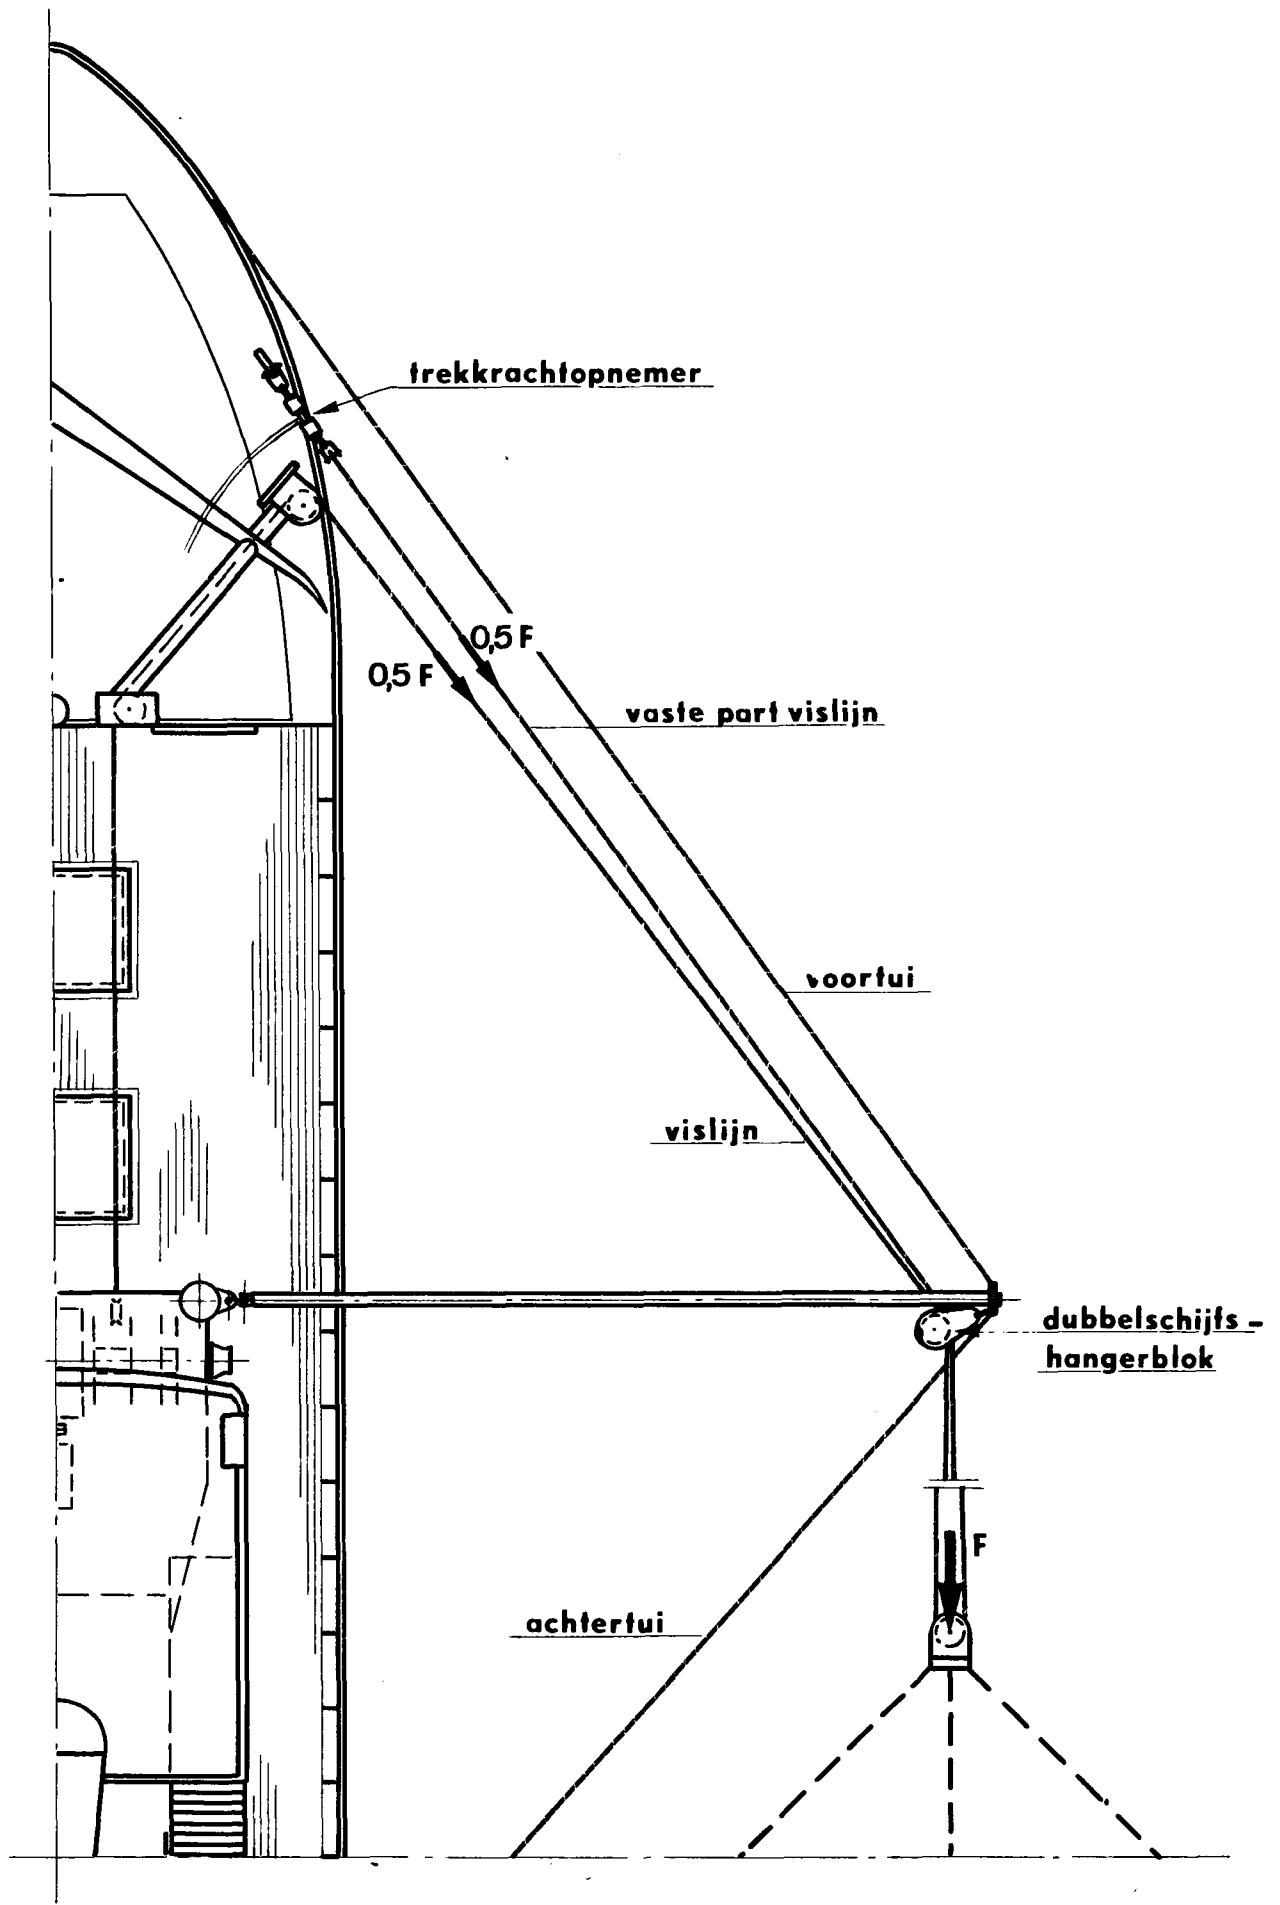 trekkrachtopnemer
0,5 F
0,5 F
vaste part vislijn
voortui
vislijn
dubbelschijfs -
hangerblok
F
achtertui